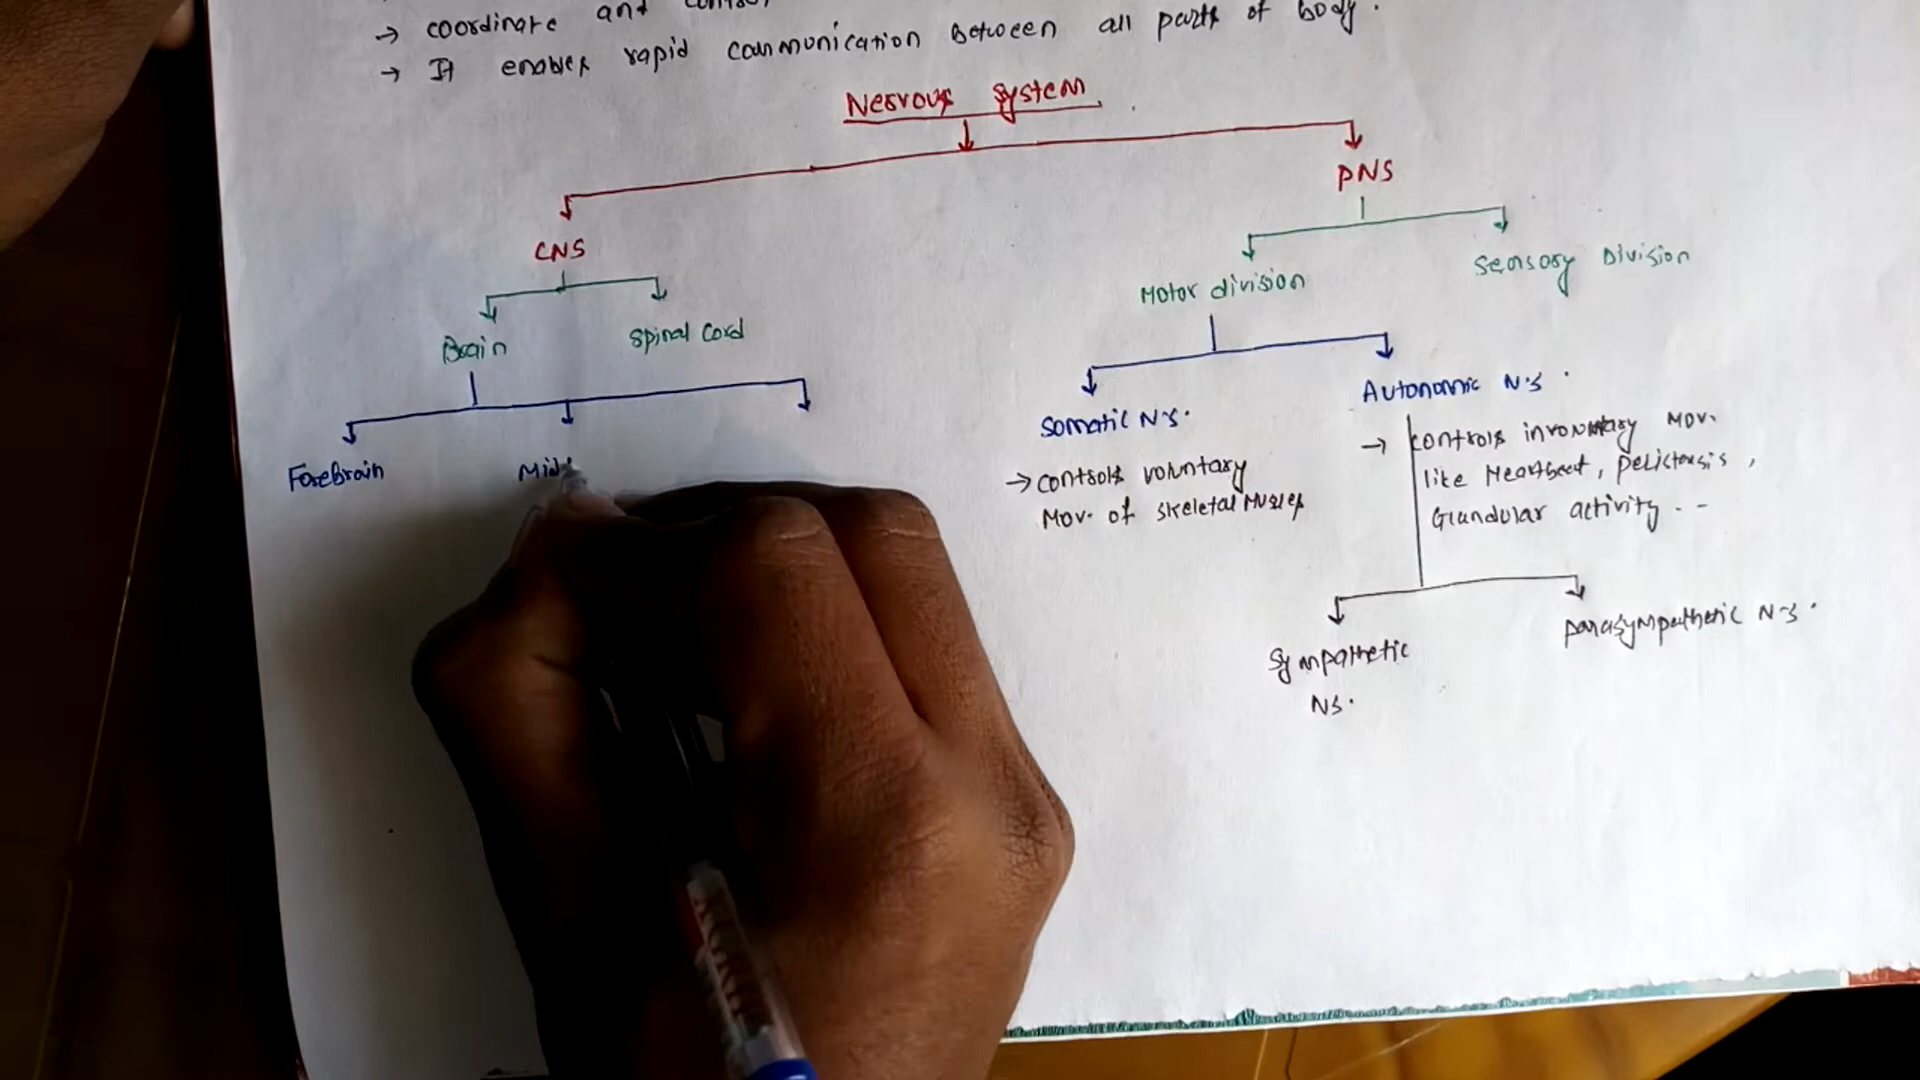 → coordinate and
→ It enables rapid communication between all parts of body.
Nervous system
CNS
PNS
Brain
Spinal Cord
Motor division
Sensory Division
Forebrain
Somatic N.S.
→ controls voluntary
Mov. of skeletal Muscles
Autonomic N.S.
→ controls involuntary Mov.
like Heartbeat, pelistersis,
Glandular activity . -
Sympathetic
NS.
parasympathetic N.S.